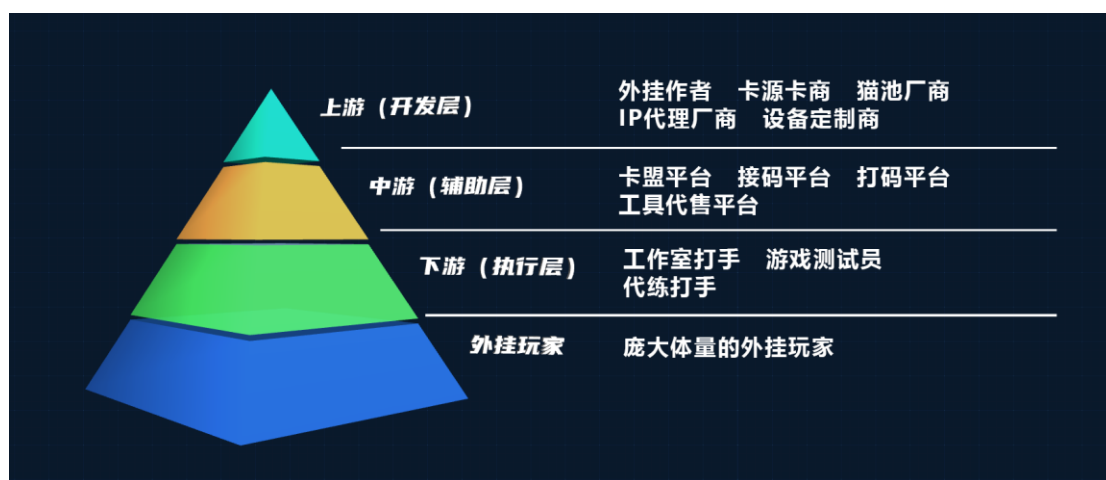 上游（开发层）
外挂作者 卡源卡商 猫池厂商
IP代理厂商 设备定制商
中游（辅助层）
卡盟平台 接码平台 打码平台
工具代售平台
下游（执行层）
工作室打手 游戏测试员
代练打手
外挂玩家
庞大体量的外挂玩家